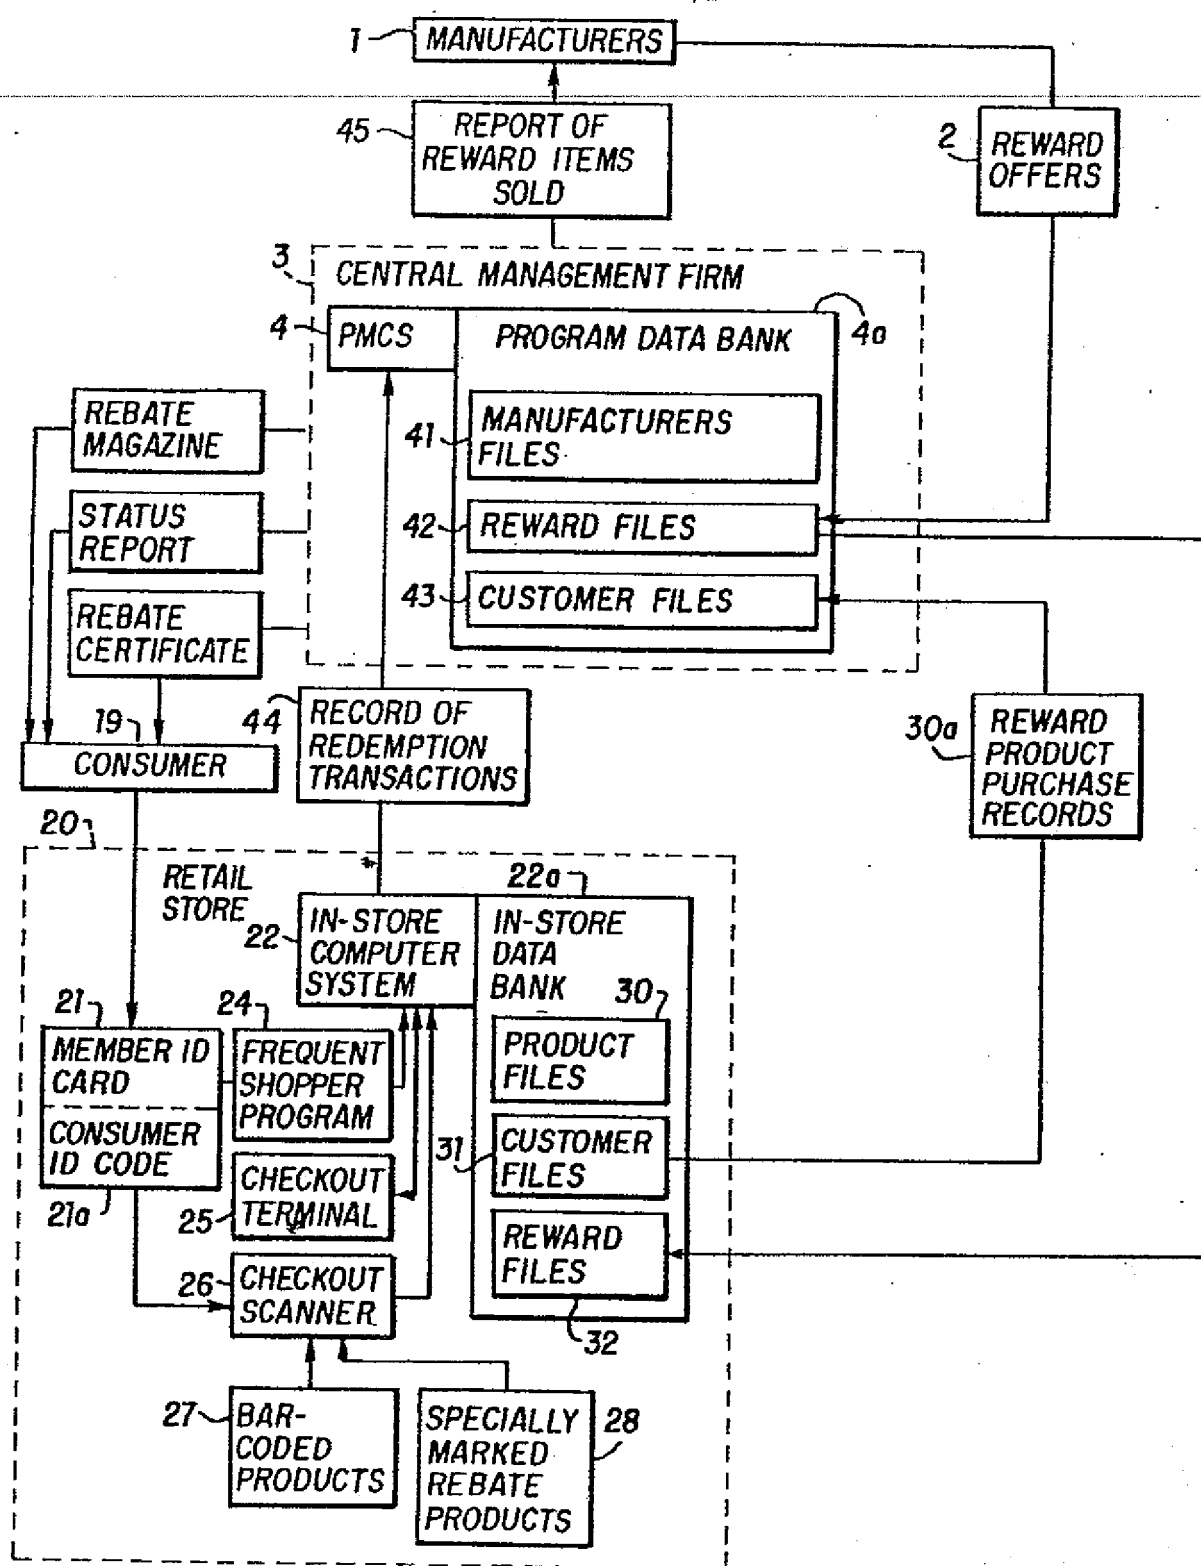 1
MANUFACTURERS
45
REPORT OF
REWARD ITEMS
SOLD
2
REWARD
OFFERS
3
CENTRAL MANAGEMENT FIRM
4
PMCS
PROGRAM DATA BANK
4a
REBATE
MAGAZINE
41
MANUFACTURERS
FILES
STATUS
REPORT
42
REWARD FILES
REBATE
CERTIFICATE
43
CUSTOMER FILES
19
CONSUMER
44
RECORD OF
REDEMPTION
TRANSACTIONS
30a
REWARD
PRODUCT
PURCHASE
RECORDS
20
RETAIL
STORE
22
IN-STORE
COMPUTER
SYSTEM
22a
IN-STORE
DATA
BANK
30
PRODUCT
FILES
21
MEMBER ID
CARD
CONSUMER
ID CODE
21a
24
FREQUENT
SHOPPER
PROGRAM
31
CUSTOMER
FILES
25
CHECKOUT
TERMINAL
REWARD
FILES
32
26
CHECKOUT
SCANNER
27
BAR-
CODED
PRODUCTS
SPECIALLY
MARKED
REBATE
PRODUCTS
28